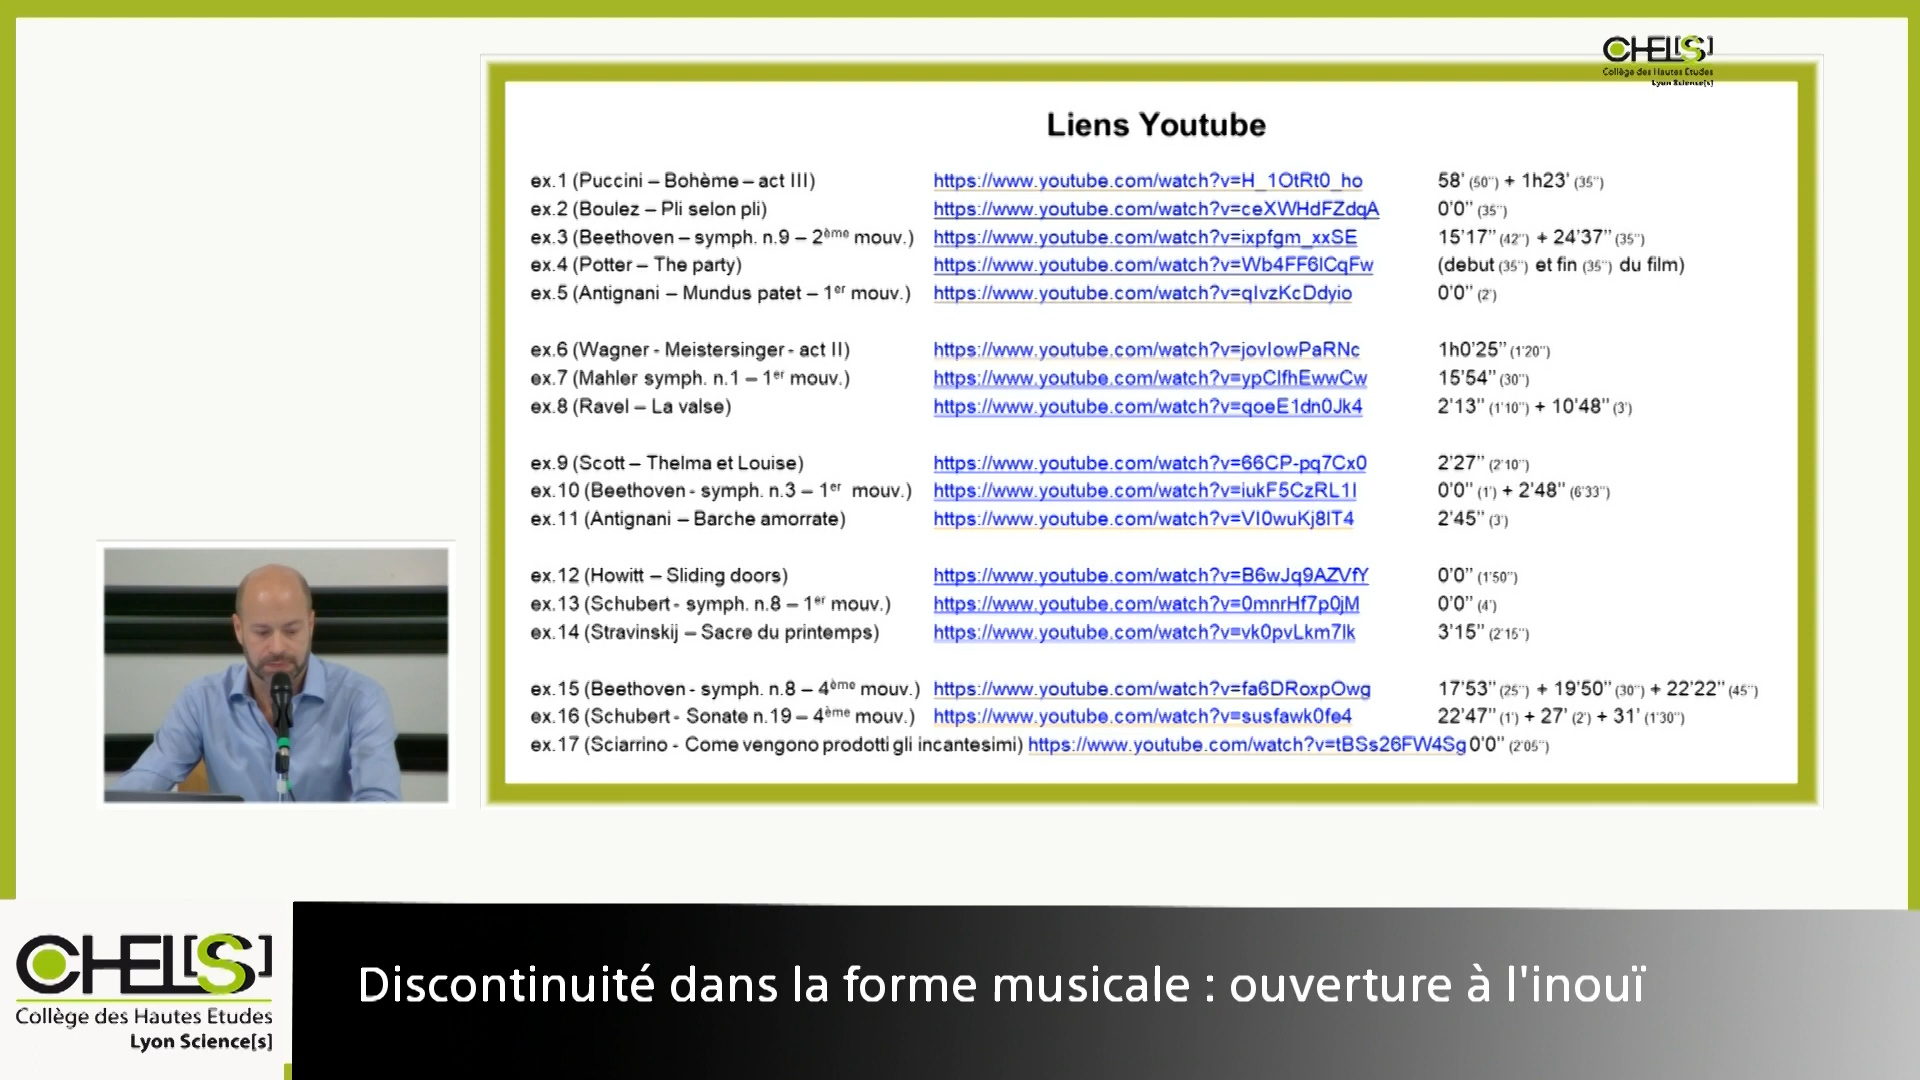 CHEL[S]
Collège des Hautes Etudes
Lyon Science[s]
Liens Youtube
ex.1 (Puccini – Bohème – act III) https://www.youtube.com/watch?v=H_1OtRt0_ho 58' (50'') + 1h23' (35'')
ex.2 (Boulez – Pli selon pli) https://www.youtube.com/watch?v=ceXWHdFZdqA 0'0'' (35'')
ex.3 (Beethoven – symph. n.9 – 2ème mouv.) https://www.youtube.com/watch?v=ixpfgm_xxSE 15'17'' (42'') + 24'37'' (35'')
ex.4 (Potter – The party) https://www.youtube.com/watch?v=Wb4FF6lCqFw (debut (35'') et fin (35'') du film)
ex.5 (Antignani – Mundus patet – 1er mouv.) https://www.youtube.com/watch?v=qIvzKcDdyio 0'0'' (2')
ex.6 (Wagner - Meistersinger - act II) https://www.youtube.com/watch?v=jovIowPaRNc 1h0'25'' (1'20'')
ex.7 (Mahler symph. n.1 – 1er mouv.) https://www.youtube.com/watch?v=ypClfhEwwCw 15'54'' (30'')
ex.8 (Ravel – La valse) https://www.youtube.com/watch?v=qoeE1dn0Jk4 2'13'' (1'10'') + 10'48'' (3')
ex.9 (Scott – Thelma et Louise) https://www.youtube.com/watch?v=66CP-pq7Cx0 2'27'' (2'10'')
ex.10 (Beethoven - symph. n.3 – 1er mouv.) https://www.youtube.com/watch?v=iukF5CzRL1I 0'0'' (1') + 2'48'' (6'33'')
ex.11 (Antignani – Barche amorrate) https://www.youtube.com/watch?v=VI0wuKj8IT4 2'45'' (3')
ex.12 (Howitt – Sliding doors) https://www.youtube.com/watch?v=B6wJq9AZVfY 0'0'' (1'50'')
ex.13 (Schubert - symph. n.8 – 1er mouv.) https://www.youtube.com/watch?v=0mnrHf7p0jM 0'0'' (4')
ex.14 (Stravinskij – Sacre du printemps) https://www.youtube.com/watch?v=vk0pvLkm7lk 3'15'' (2'15'')
ex.15 (Beethoven - symph. n.8 – 4ème mouv.) https://www.youtube.com/watch?v=fa6DRoxpOwg 17'53'' (25'') + 19'50'' (30'') + 22'22'' (45'')
ex.16 (Schubert - Sonate n.19 – 4ème mouv.) https://www.youtube.com/watch?v=susfawk0fe4 22'47'' (1') + 27' (2') + 31' (1'30'')
ex.17 (Sciarrino - Come vengono prodotti gli incantesimi) https://www.youtube.com/watch?v=tBSs26FW4Sg 0'0'' (2'05'')
CHEL[S]
Collège des Hautes Etudes
Lyon Science[s]
Discontinuité dans la forme musicale : ouverture à l'inouï